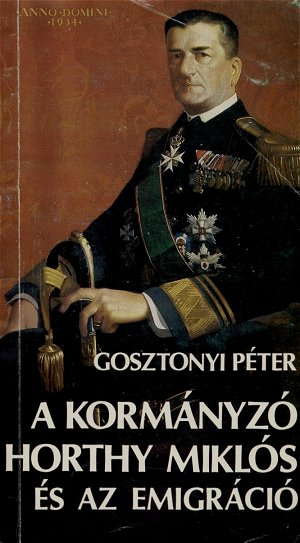 ANNO·DOMINI·
·1934·
GOSZTONYI PÉTER
A KORMÁNYZÓ
HORTHY MIKLÓS
ÉS AZ EMIGRÁCIÓ